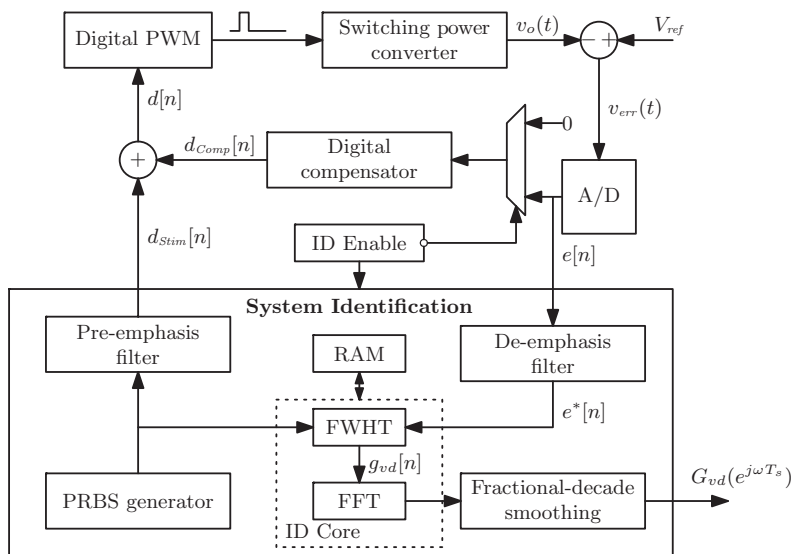 Digital PWM
Switching power
converter
v_o(t)
− +
V_ref
d[n]
v_err(t)
+
d_Comp[n]
Digital
compensator
0
A/D
d_Stim[n]
ID Enable
e[n]
System Identification
Pre-emphasis
filter
RAM
De-emphasis
filter
e*[n]
FWHT
g_vd[n]
PRBS generator
FFT
Fractional-decade
smoothing
G_vd(e^{jωT_s})
ID Core